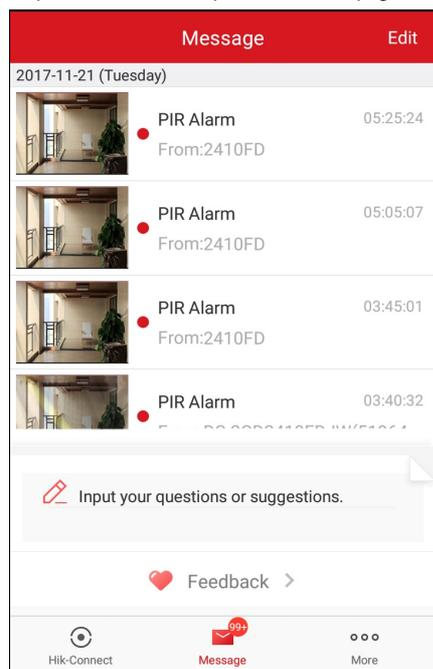 Message
Edit
2017-11-21 (Tuesday)
PIR Alarm
05:25:24
From:2410FD
PIR Alarm
05:05:07
From:2410FD
PIR Alarm
03:45:01
From:2410FD
PIR Alarm
03:40:32
Input your questions or suggestions.
Feedback
99+
Hik-Connect
Message
More